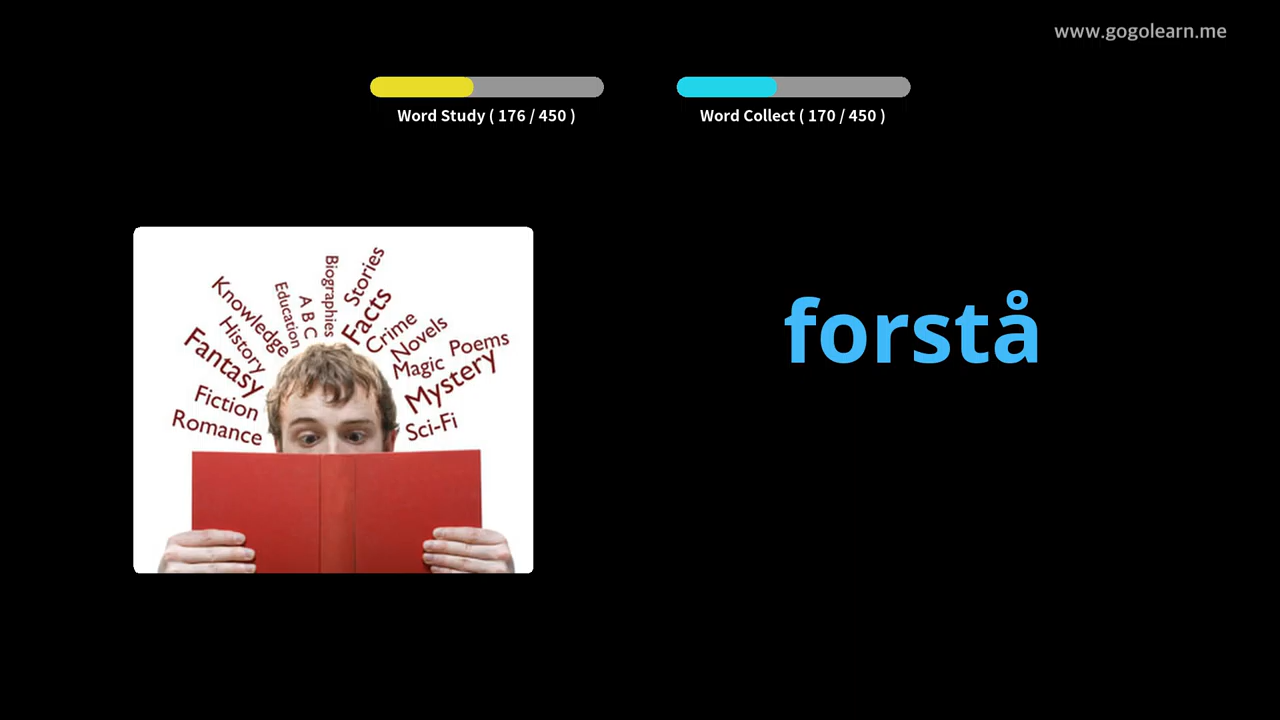 www.gogolearn.me
Word Study ( 176 / 450 )
Word Collect ( 170 / 450 )
forstå
Biographies
Stories
Knowledge
Education
A B C
Facts
History
Crime
Novels
Fantasy
Magic
Poems
Mystery
Fiction
Romance
Sci-Fi